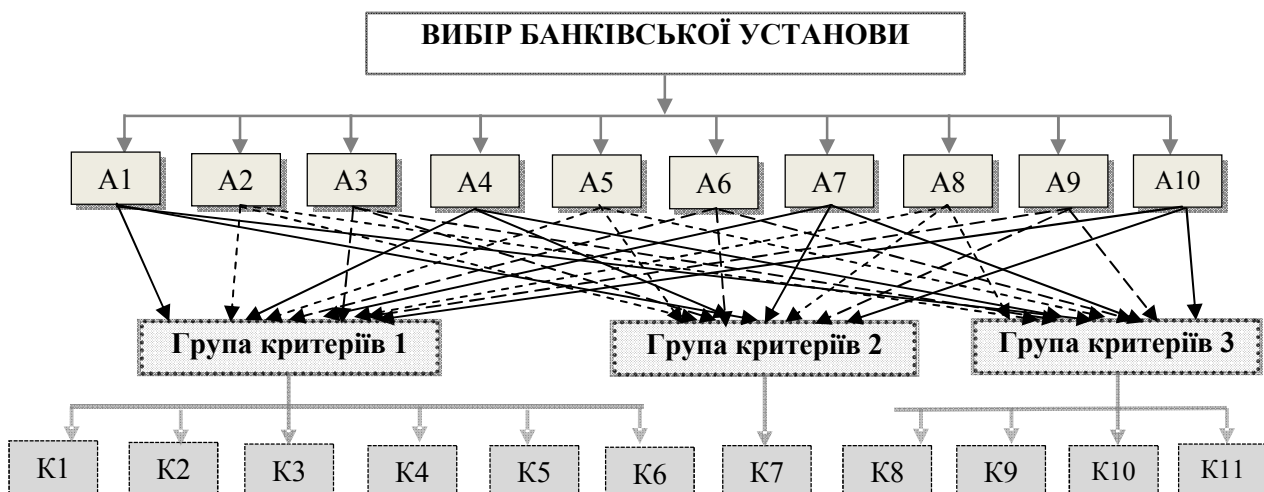 ВИБІР БАНКІВСЬКОЇ УСТАНОВИ
А1 А2 А3 А4 А5 А6 А7 А8 А9 А10
Група критеріїв 1 Група критеріїв 2 Група критеріїв 3
К1 К2 К3 К4 К5 К6 К7 К8 К9 К10 К11